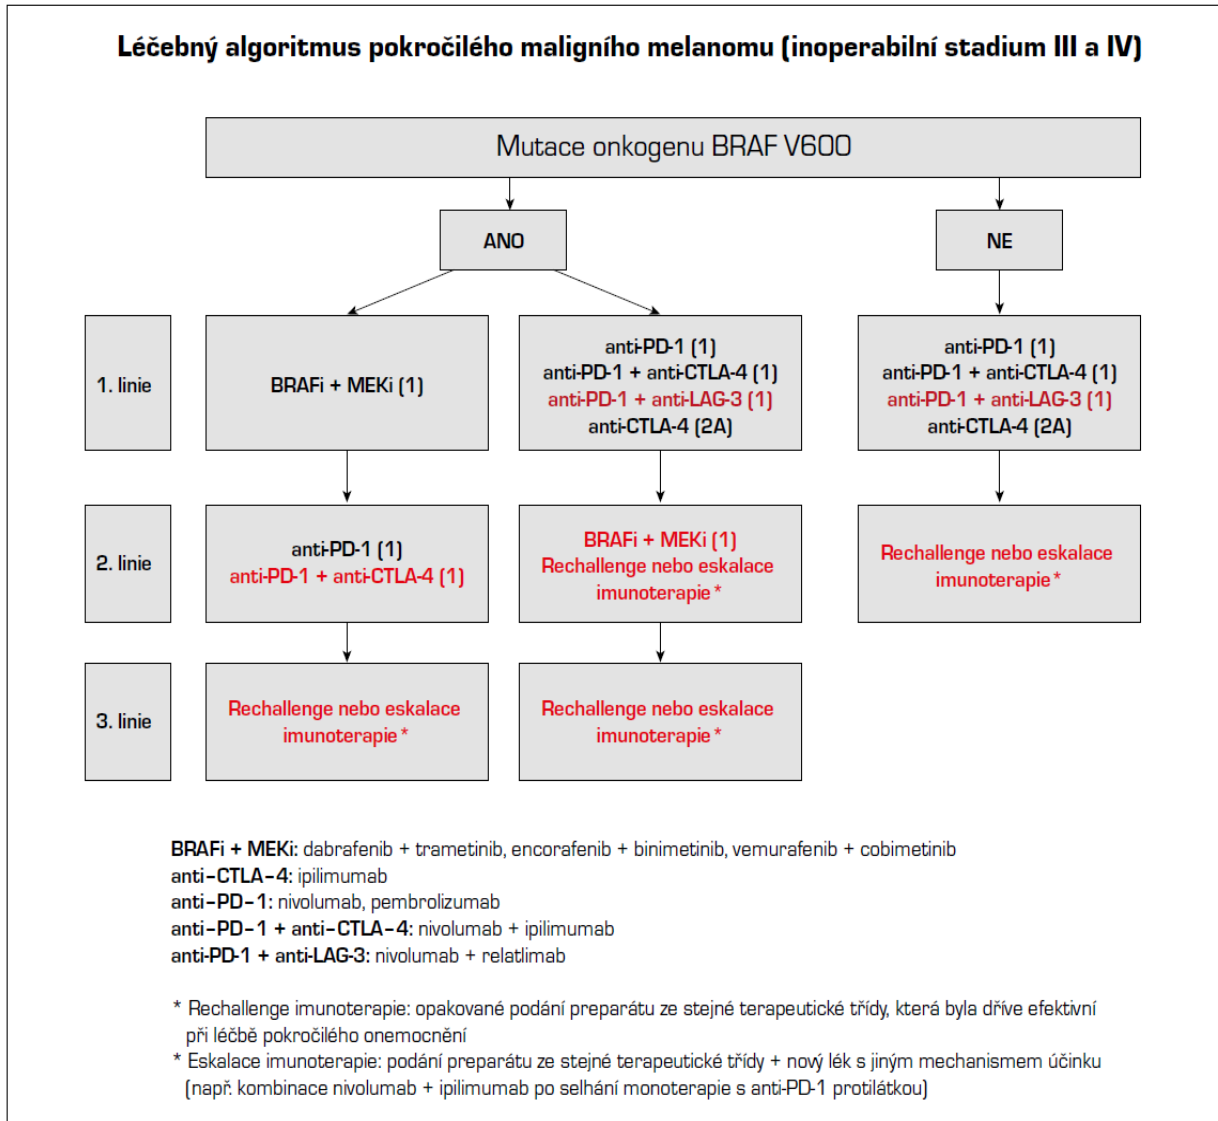 Léčebný algoritmus pokročilého maligního melanomu (inoperabilní stadium III a IV)
Mutace onkogenu BRAF V600
ANO
NE
1. linie
BRAFi + MEKi (1)
anti-PD-1 (1)
anti-PD-1 + anti-CTLA-4 (1)
anti-PD-1 + anti-LAG-3 (1)
anti-CTLA-4 (2A)
anti-PD-1 (1)
anti-PD-1 + anti-CTLA-4 (1)
anti-PD-1 + anti-LAG-3 (1)
anti-CTLA-4 (2A)
2. linie
anti-PD-1 (1)
anti-PD-1 + anti-CTLA-4 (1)
BRAFi + MEKi (1)
Rechallenge nebo eskalace
imunoterapie*
Rechallenge nebo eskalace
imunoterapie*
3. linie
Rechallenge nebo eskalace
imunoterapie*
Rechallenge nebo eskalace
imunoterapie*
BRAFi + MEKi: dabrafenib + trametinib, encorafenib + binimetinib, vemurafenib + cobimetinib
anti-CTLA-4: ipilimumab
anti-PD-1: nivolumab, pembrolizumab
anti-PD-1 + anti-CTLA-4: nivolumab + ipilimumab
anti-PD-1 + anti-LAG-3: nivolumab + relatlimab
* Rechallenge imunoterapie: opakované podání preparátu ze stejné terapeutické třídy, která byla dříve efektivní
při léčbě pokročilého onemocnění
* Eskalace imunoterapie: podání preparátu ze stejné terapeutické třídy + nový lék s jiným mechanismem účinku
(např. kombinace nivolumab + ipilimumab po selhání monoterapie s anti-PD-1 protilátkou)